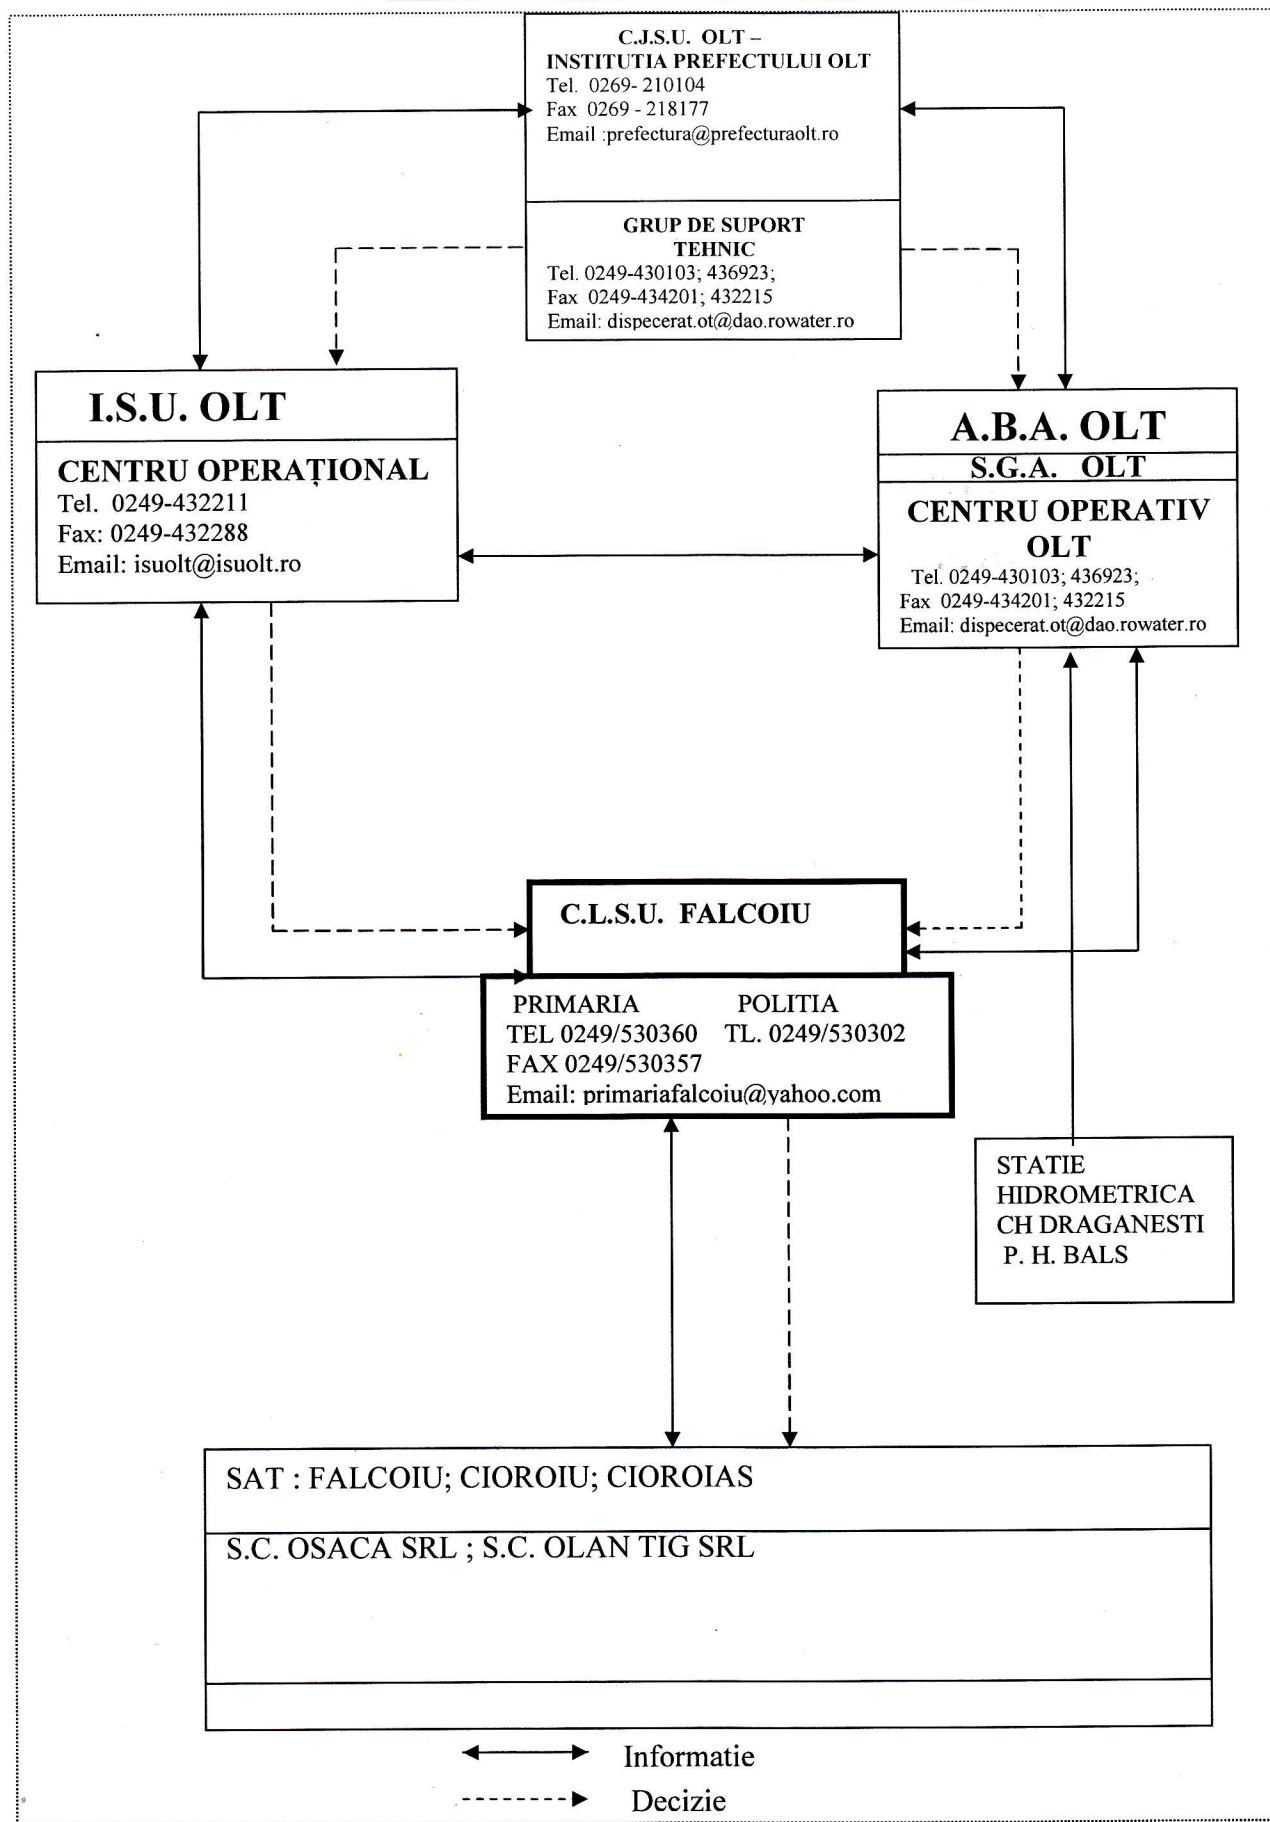 C.J.S.U. OLT –
INSTITUTIA PREFECTULUI OLT
Tel. 0269- 210104
Fax 0269 - 218177
Email :prefectura@prefecturaolt.ro
GRUP DE SUPORT
TEHNIC
Tel. 0249-430103; 436923;
Fax 0249-434201; 432215
Email: dispecerat.ot@dao.rowater.ro
I.S.U. OLT
CENTRU OPERAȚIONAL
Tel. 0249-432211
Fax: 0249-432288
Email: isuolt@isuolt.ro
A.B.A. OLT
S.G.A. OLT
CENTRU OPERATIV
OLT
Tel. 0249-430103; 436923;
Fax 0249-434201; 432215
Email: dispecerat.ot@dao.rowater.ro
C.L.S.U. FALCOIU
PRIMARIA POLITIA
TEL 0249/530360 TL. 0249/530302
FAX 0249/530357
Email: primariafalcoiu@yahoo.com
STATIE
HIDROMETRICA
CH DRAGANESTI
P. H. BALS
SAT : FALCOIU; CIOROIU; CIOROIAS
S.C. OSACA SRL ; S.C. OLAN TIG SRL
Informatie
Decizie